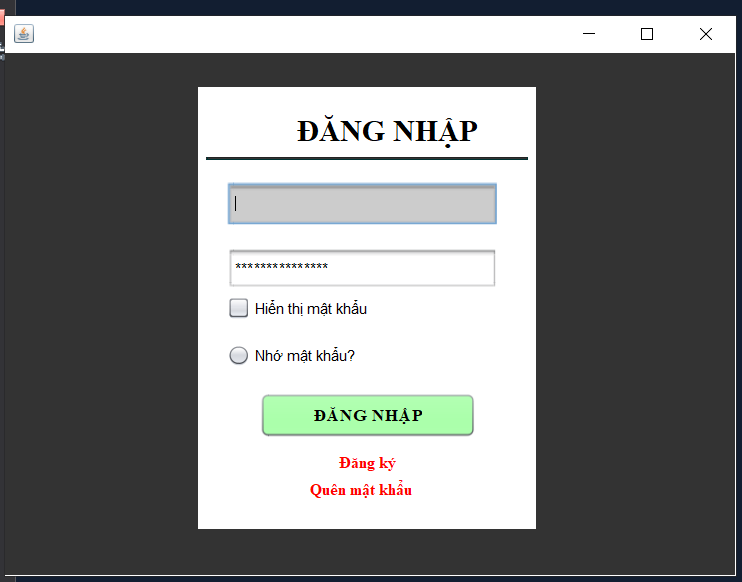 ĐĂNG NHẬP
***************
Hiển thị mật khẩu
Nhớ mật khẩu?
ĐĂNG NHẬP
Đăng ký
Quên mật khẩu